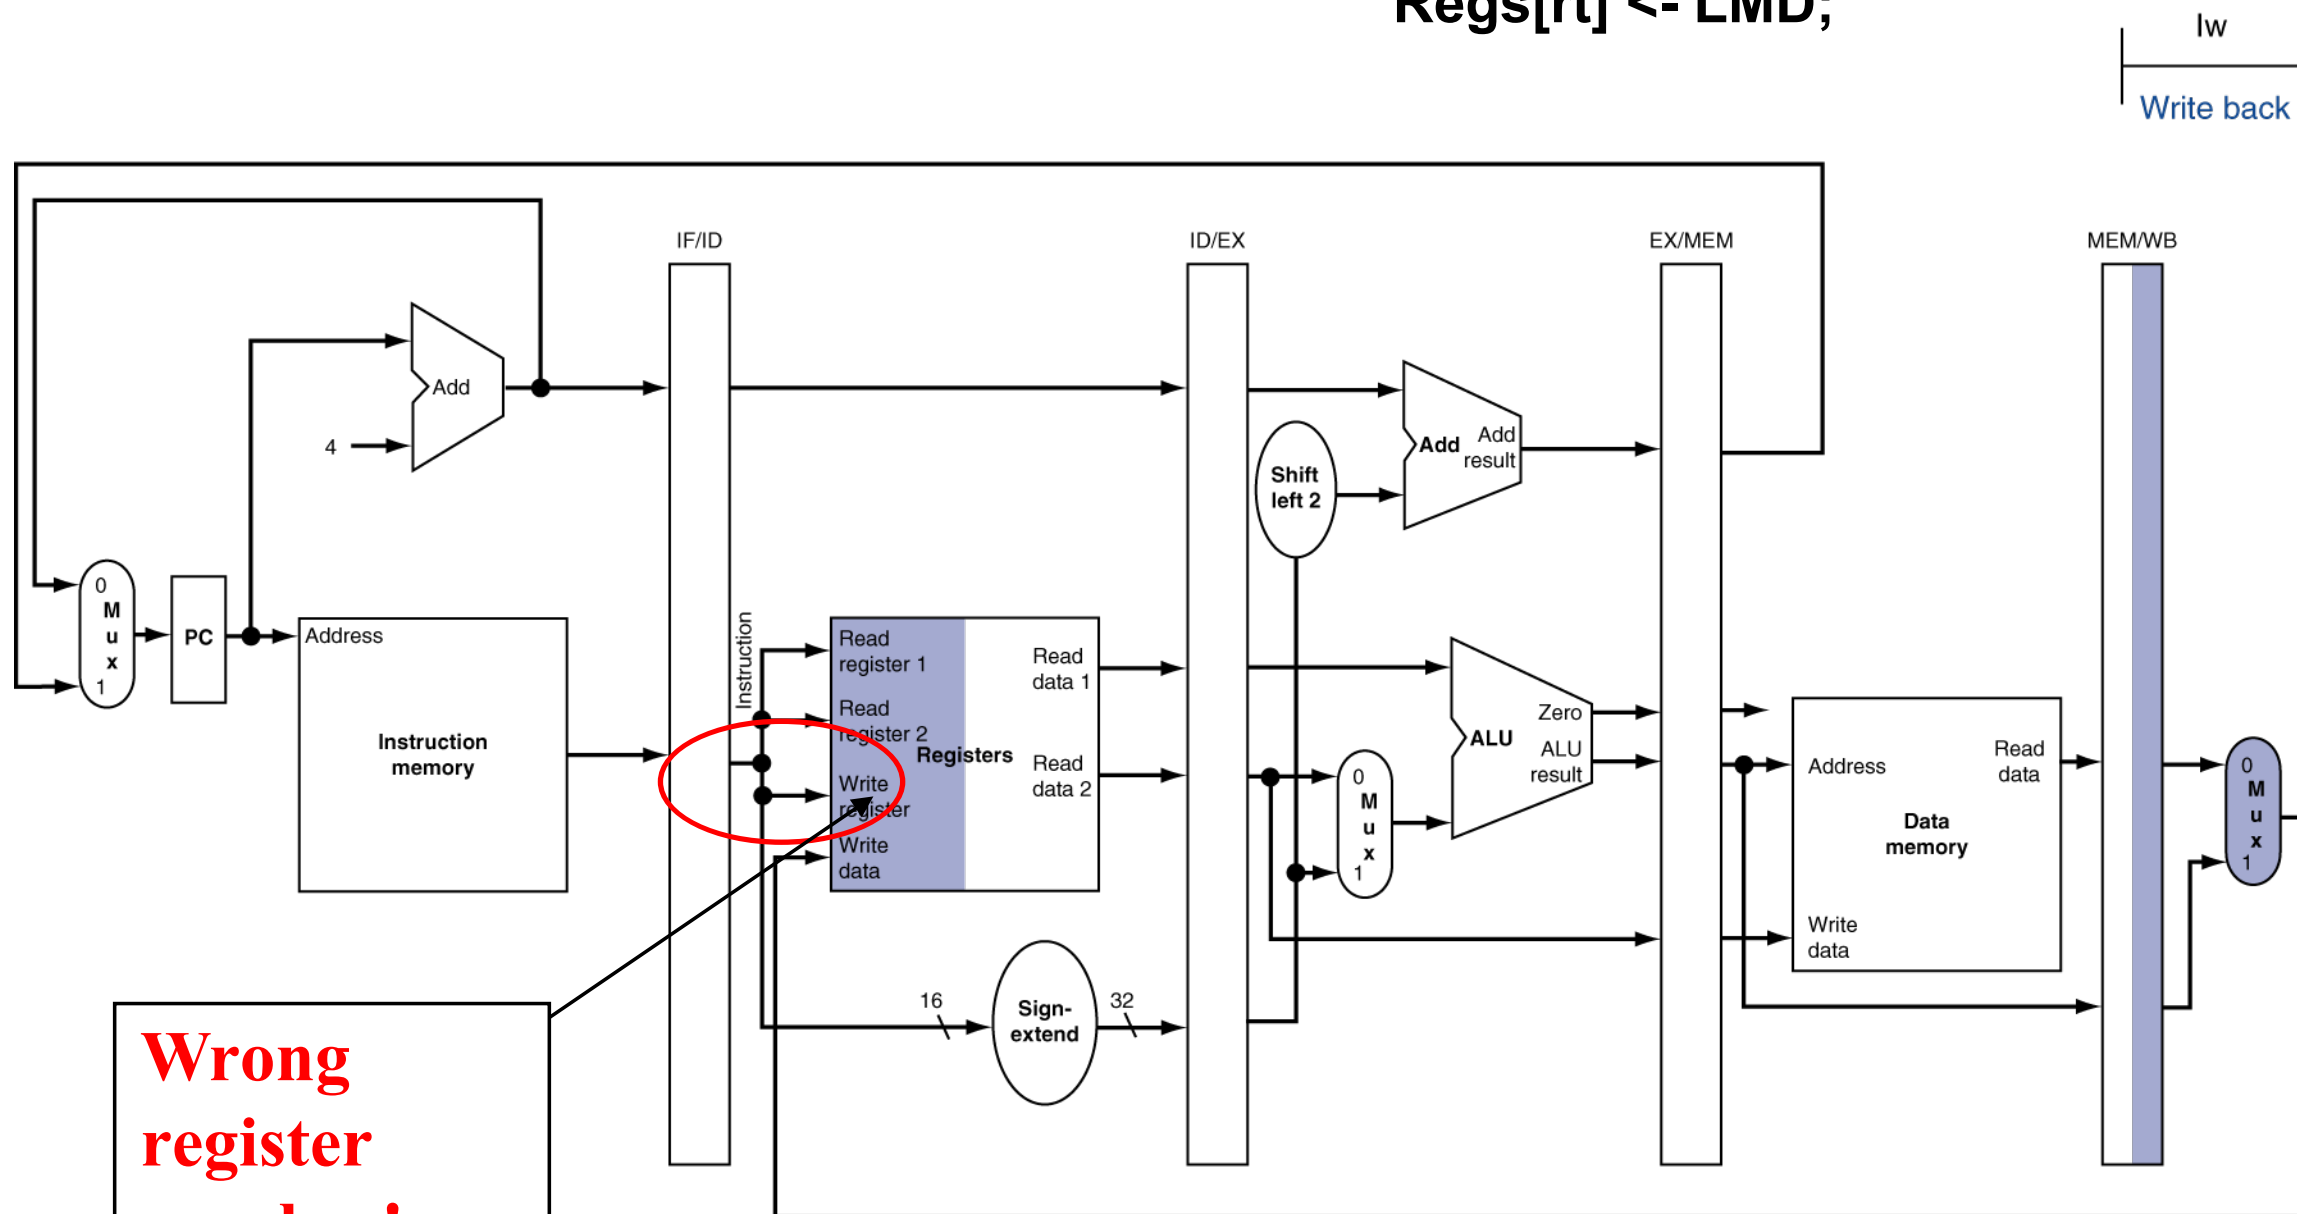 Regs[rt] <- LMD;
lw
Write back
IF/ID
ID/EX
EX/MEM
MEM/WB
Add
4
Add
Add
result
Shift
left 2
0
M
u
x
1
PC
Address
Instruction
memory
Instruction
Read
register 1
Read
register 2
Write
register
Write
data
Registers
Read
data 1
Read
data 2
16
Sign-
extend
32
0
M
u
x
1
ALU
Zero
ALU
result
Address
Read
data
Data
memory
Write
data
0
M
u
x
1
Wrong
register